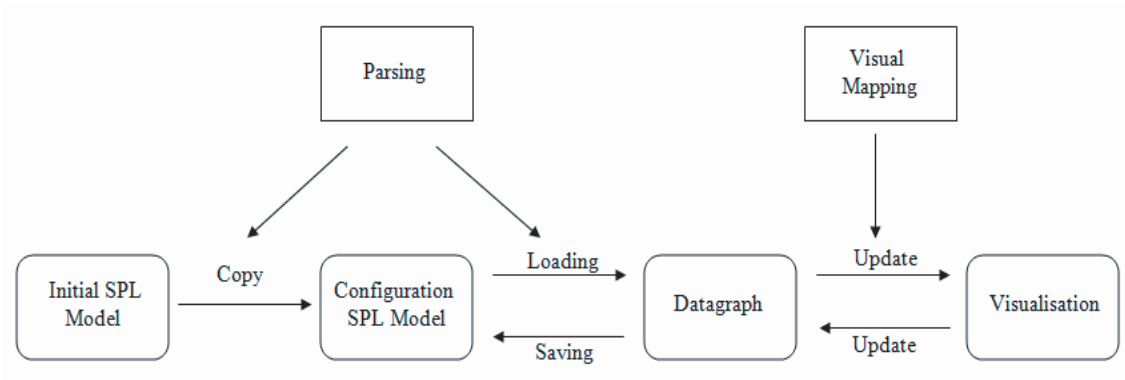 Parsing
Visual
Mapping
Copy
Loading
Update
Initial SPL
Model
Configuration
SPL Model
Datagraph
Visualisation
Saving
Update